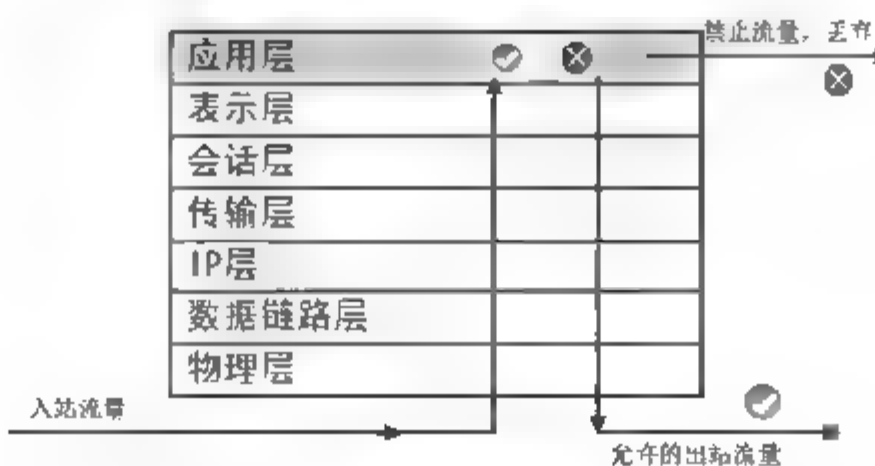 禁止流量，丢弃
应用层
表示层
会话层
传输层
IP层
数据链路层
物理层
入站流量
允许的出站流量